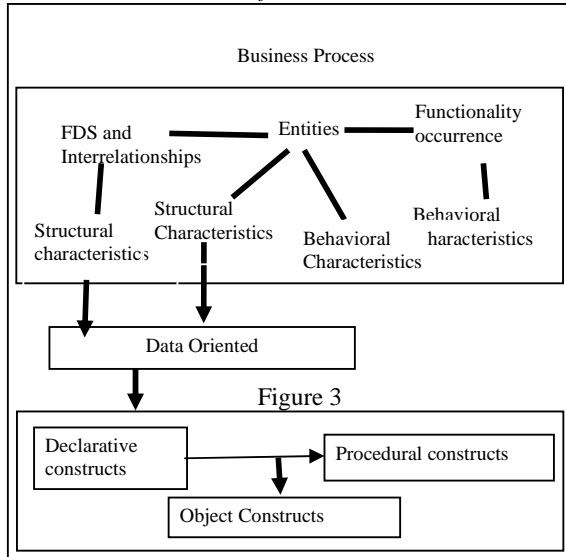 Business Process
FDS and
Interrelationships
Entities
Functionality
occurrence
Structural
characteristics
Structural
Characteristics
Behavioral
Characteristics
Behavioral
haracteristics
Data Oriented
Figure 3
Declarative
constructs
Procedural constructs
Object Constructs